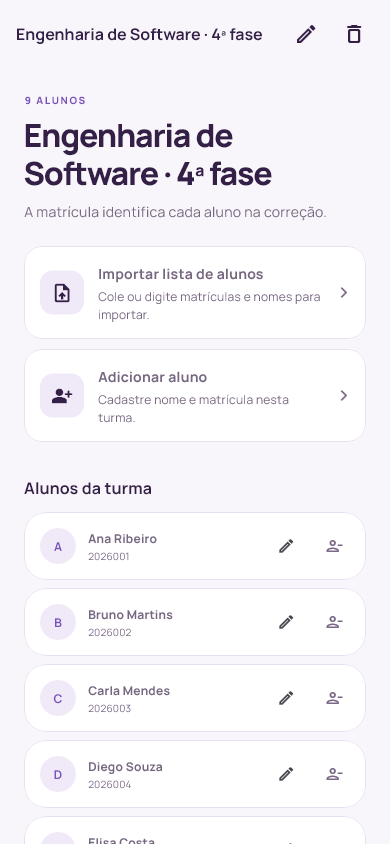 Engenharia de Software · 4ª fase
9 ALUNOS
Engenharia de
Software · 4ª fase
A matrícula identifica cada aluno na correção.
Importar lista de alunos
Cole ou digite matrículas e nomes para
importar.
Adicionar aluno
Cadastre nome e matrícula nesta
turma.
Alunos da turma
A
Ana Ribeiro
2026001
B
Bruno Martins
2026002
C
Carla Mendes
2026003
D
Diego Souza
2026004
Elisa Costa